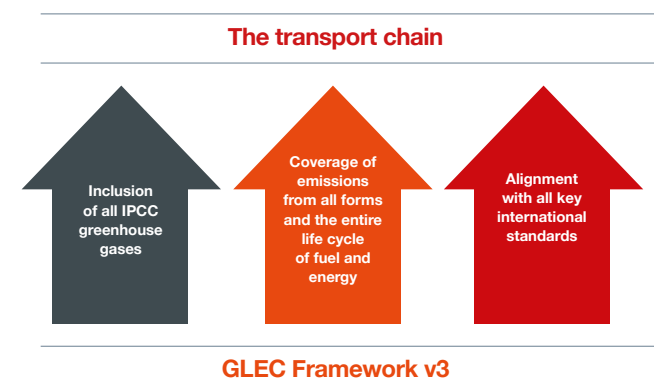 The transport chain
Inclusion
of all IPCC
greenhouse
gases
Coverage of
emissions
from all forms
and the entire
life cycle
of fuel and
energy
Alignment
with all key
international
standards
GLEC Framework v3